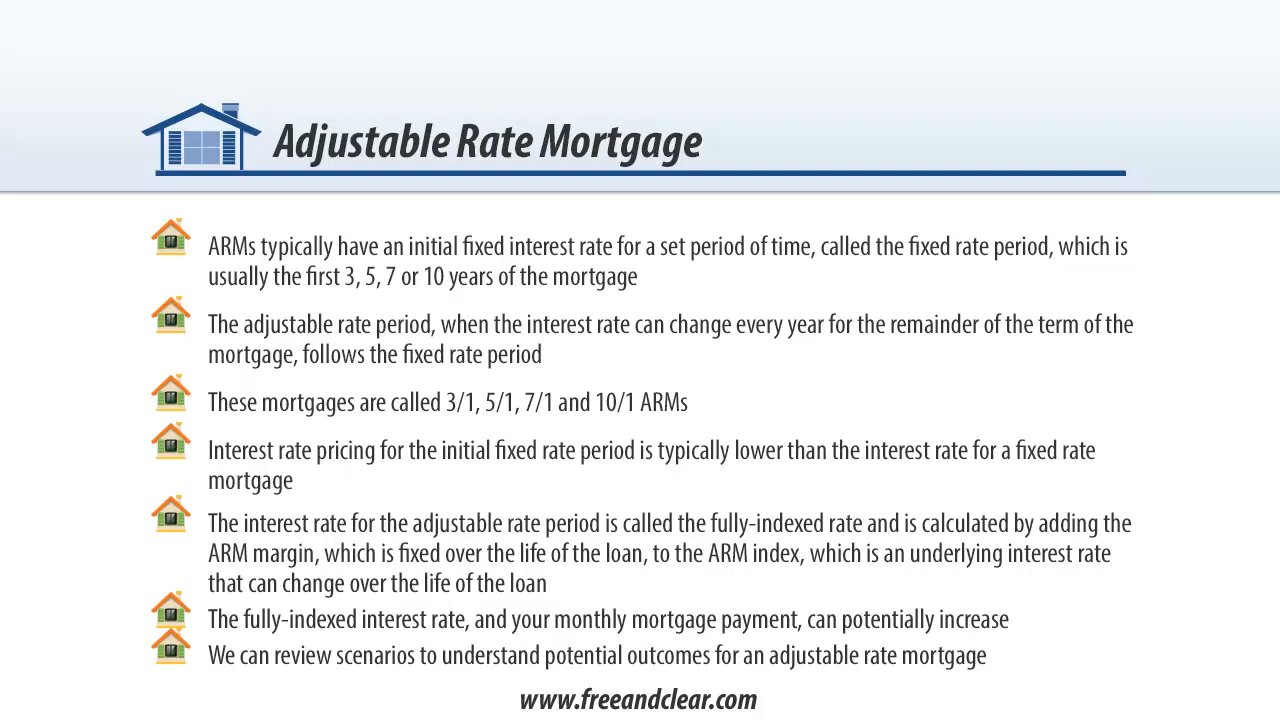 Adjustable Rate Mortgage
ARMs typically have an initial fixed interest rate for a set period of time, called the fixed rate period, which is
usually the first 3, 5, 7 or 10 years of the mortgage
The adjustable rate period, when the interest rate can change every year for the remainder of the term of the
mortgage, follows the fixed rate period
These mortgages are called 3/1, 5/1, 7/1 and 10/1 ARMs
Interest rate pricing for the initial fixed rate period is typically lower than the interest rate for a fixed rate
mortgage
The interest rate for the adjustable rate period is called the fully-indexed rate and is calculated by adding the
ARM margin, which is fixed over the life of the loan, to the ARM index, which is an underlying interest rate
that can change over the life of the loan
The fully-indexed interest rate, and your monthly mortgage payment, can potentially increase
We can review scenarios to understand potential outcomes for an adjustable rate mortgage
www.freeandclear.com